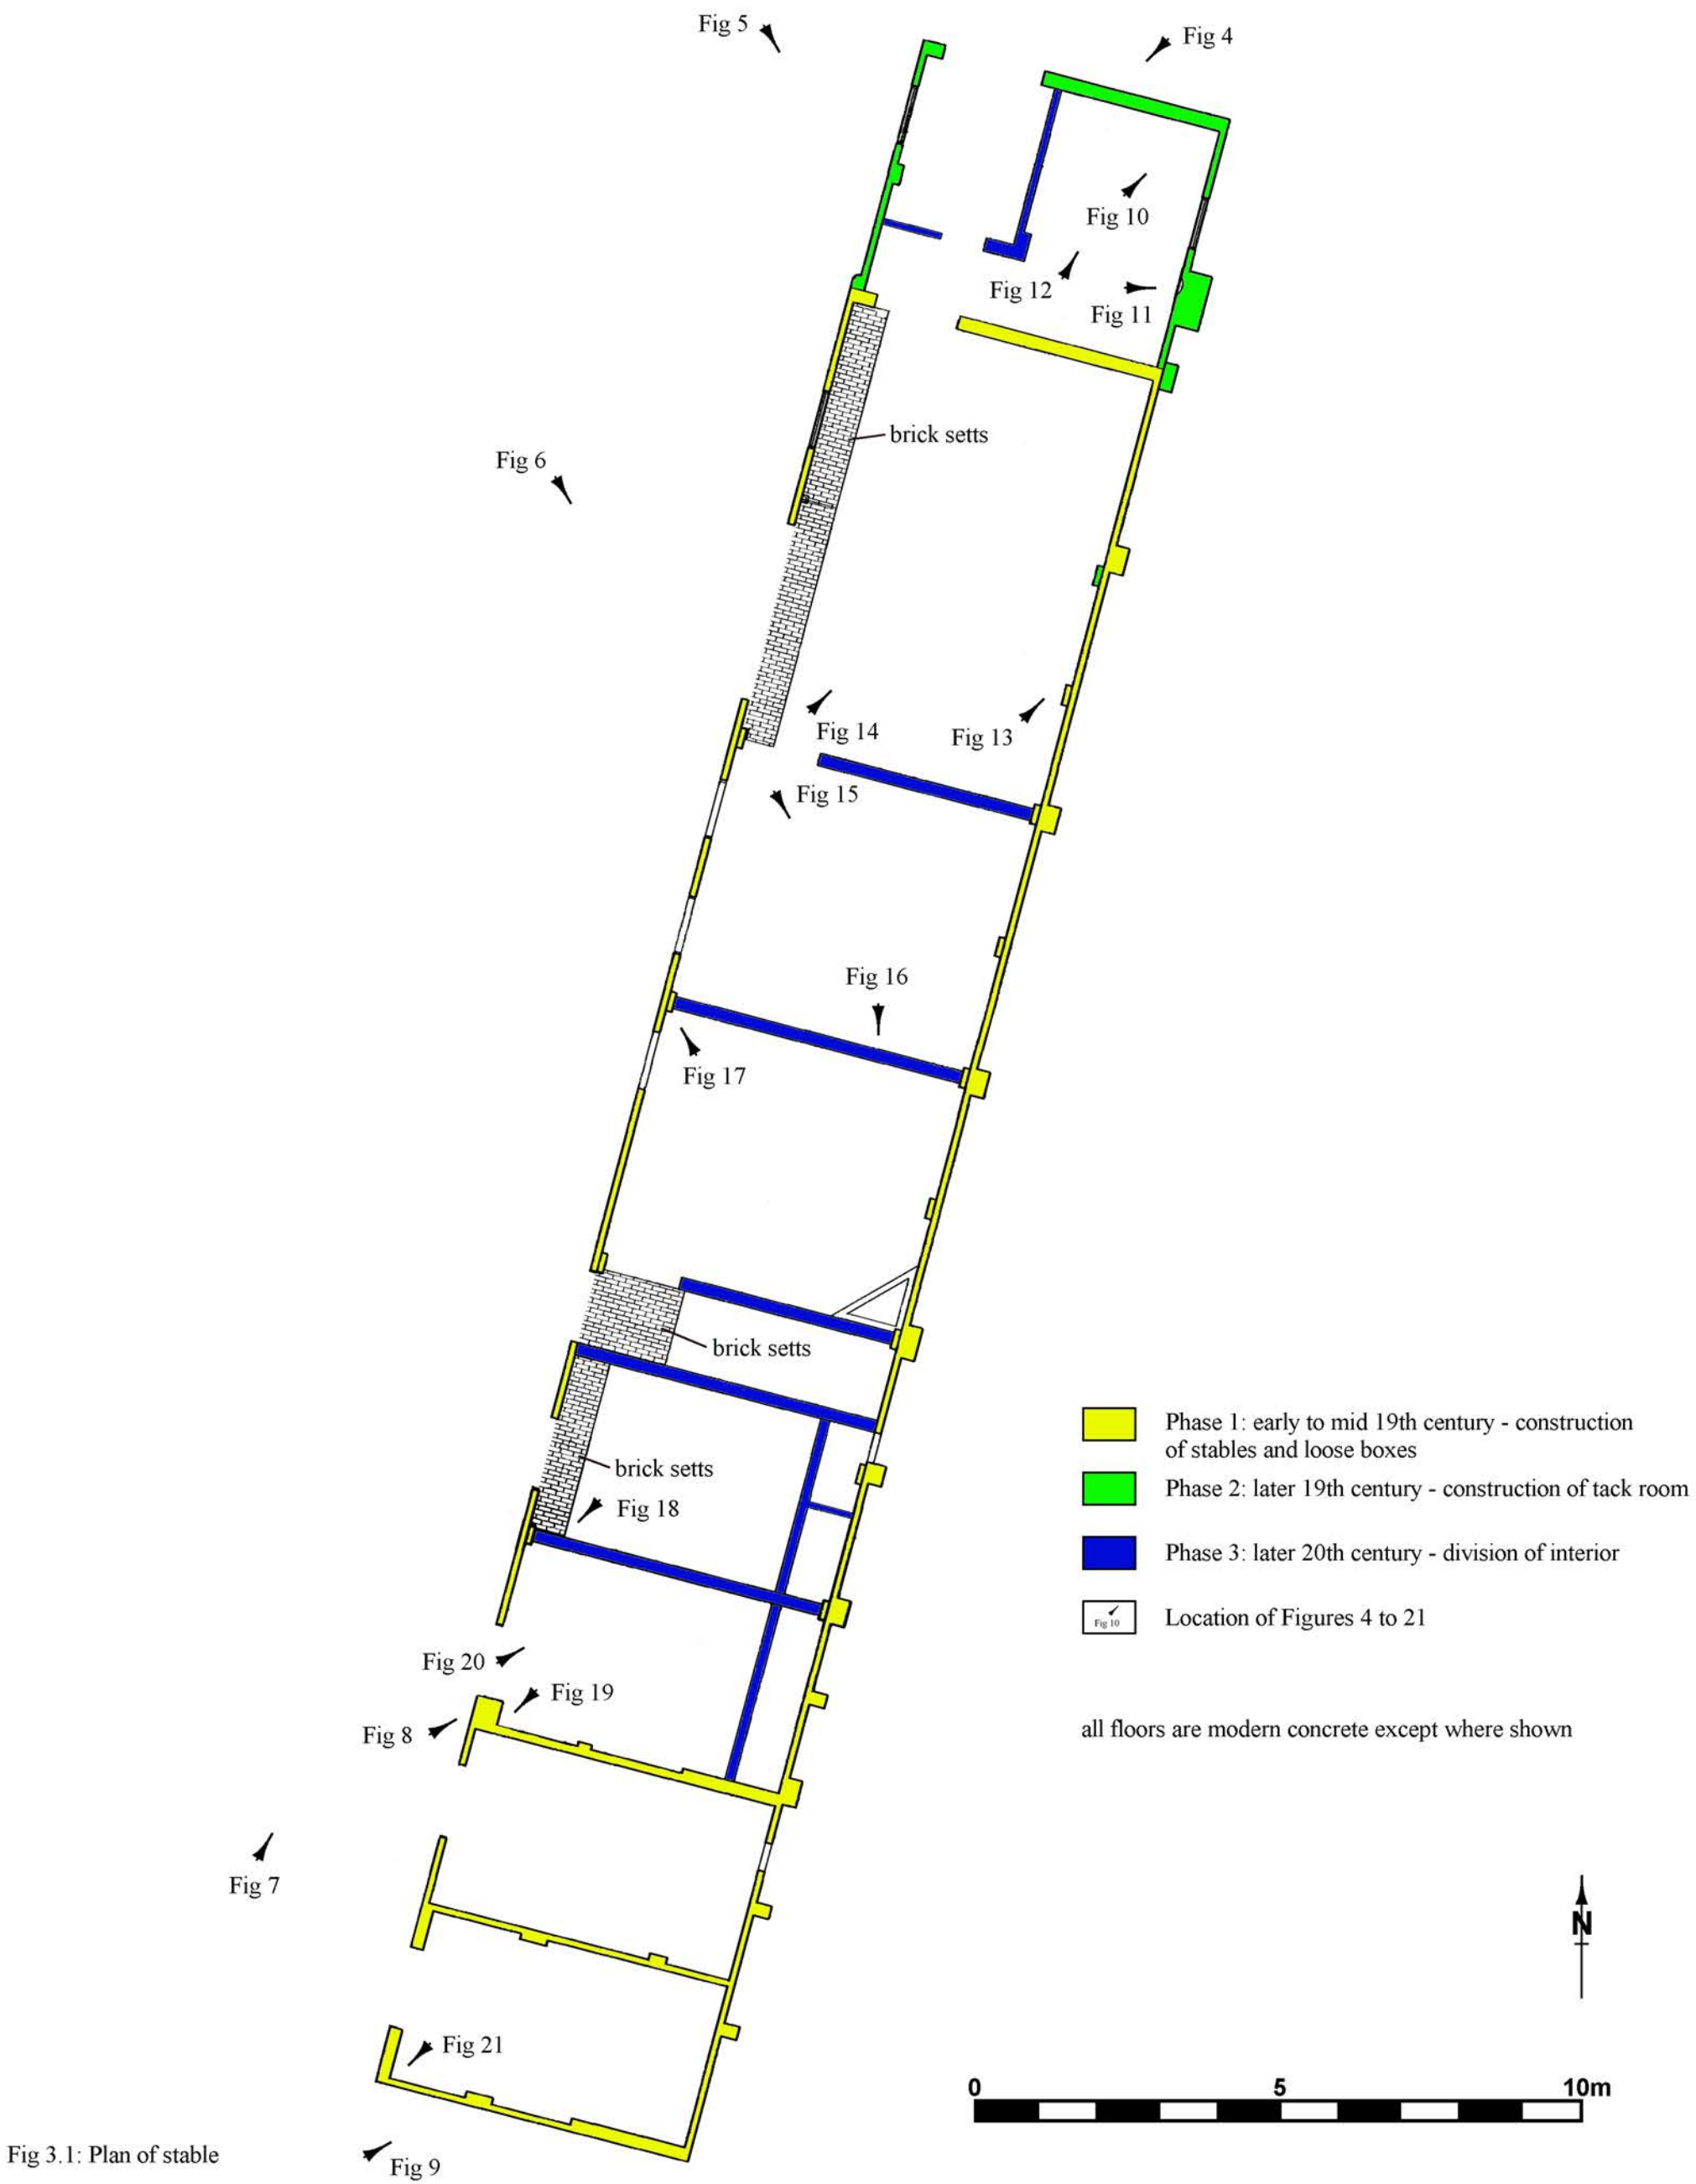 Fig 5
Fig 4
Fig 10
Fig 12
Fig 11
brick setts
Fig 6
Fig 14
Fig 13
Fig 15
Fig 16
Fig 17
brick setts
brick setts
Fig 18
Fig 20
Fig 19
Fig 8
Fig 7
Fig 21
Fig 9
Phase 1: early to mid 19th century - construction
of stables and loose boxes
Phase 2: later 19th century - construction of tack room
Phase 3: later 20th century - division of interior
Fig 10
Location of Figures 4 to 21
all floors are modern concrete except where shown
N
0 5 10m
Fig 3.1: Plan of stable